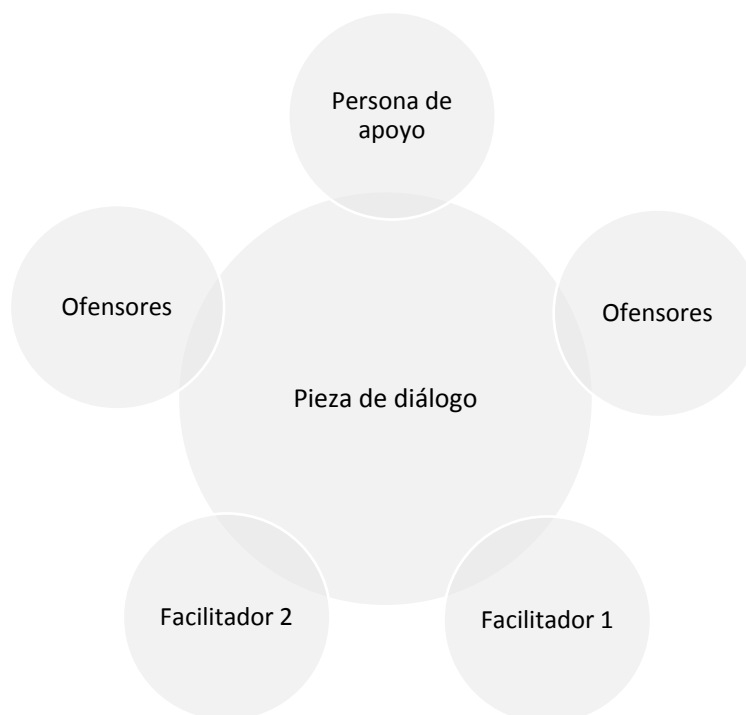 Persona de
apoyo
Ofensores
Ofensores
Pieza de diálogo
Facilitador 2
Facilitador 1